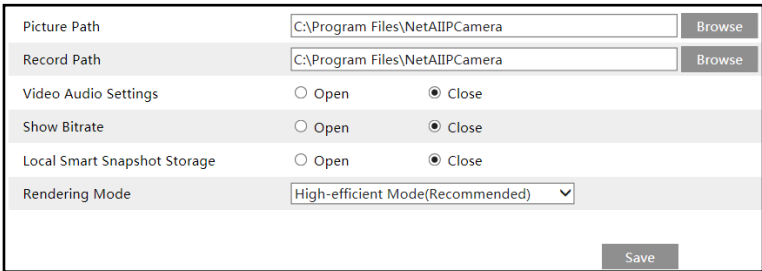 Picture Path C:\Program Files\NetAIIPCamera Browse
Record Path C:\Program Files\NetAIIPCamera Browse
Video Audio Settings Open Close
Show Bitrate Open Close
Local Smart Snapshot Storage Open Close
Rendering Mode High-efficient Mode(Recommended)
Save